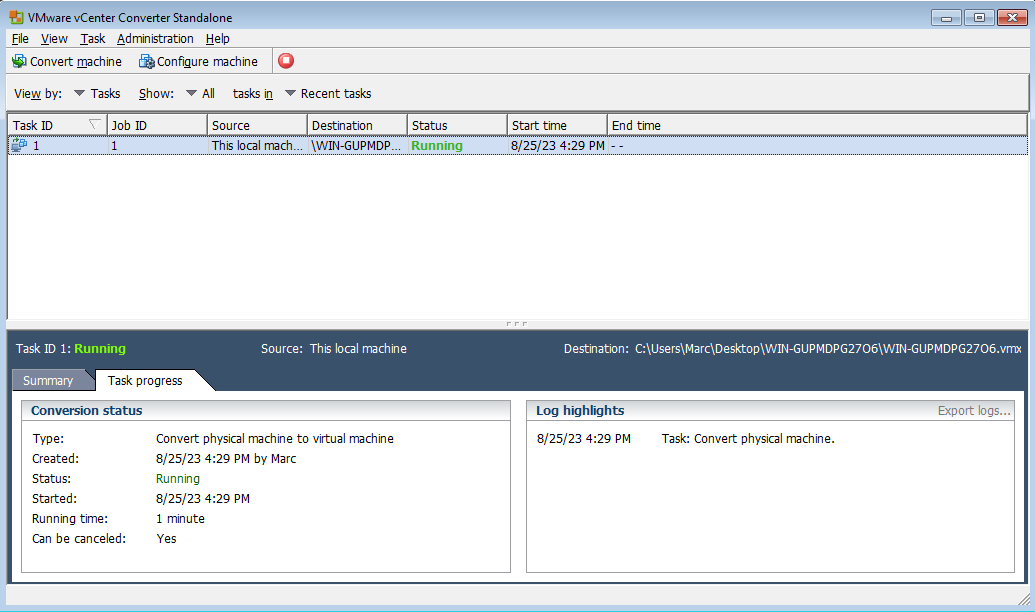 VMware vCenter Converter Standalone
File View Task Administration Help
Convert machine Configure machine
View by: Tasks Show: All tasks in Recent tasks
Task ID Job ID Source Destination Status Start time End time
1 1 This local mach... \WIN-GUPMDP... Running 8/25/23 4:29 PM - -
Task ID 1: Running Source: This local machine Destination: C:\Users\Marc\Desktop\WIN-GUPMDPG27O6\WIN-GUPMDPG27O6.vmx
Summary Task progress
Conversion status
Type: Convert physical machine to virtual machine
Created: 8/25/23 4:29 PM by Marc
Status: Running
Started: 8/25/23 4:29 PM
Running time: 1 minute
Can be canceled: Yes
Log highlights Export logs...
8/25/23 4:29 PM Task: Convert physical machine.